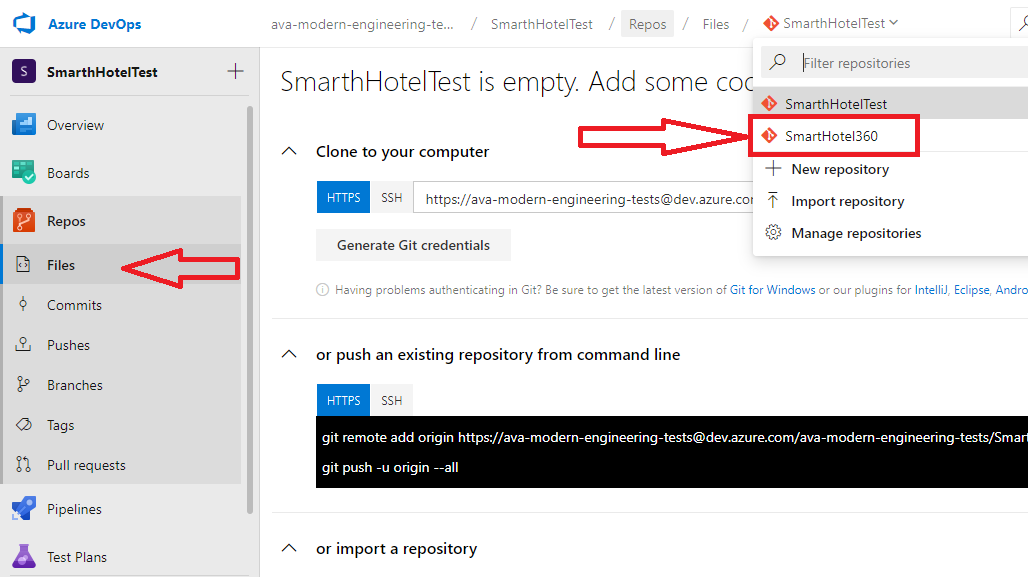 Azure DevOps
ava-modern-engineering-te... / SmarthHotelTest / Repos / Files / SmarthHotelTest
S SmarthHotelTest
Overview
Boards
Repos
Files
Commits
Pushes
Branches
Tags
Pull requests
Pipelines
Test Plans
SmarthHotelTest is empty. Add some coc
Filter repositories
SmarthHotelTest
SmartHotel360
New repository
Import repository
Manage repositories
Clone to your computer
HTTPS SSH https://ava-modern-engineering-tests@dev.azure.cor
Generate Git credentials
Having problems authenticating in Git? Be sure to get the latest version of Git for Windows or our plugins for IntelliJ, Eclipse, Andro
or push an existing repository from command line
HTTPS SSH
git remote add origin https://ava-modern-engineering-tests@dev.azure.com/ava-modern-engineering-tests/Smart
git push -u origin --all
or import a repository